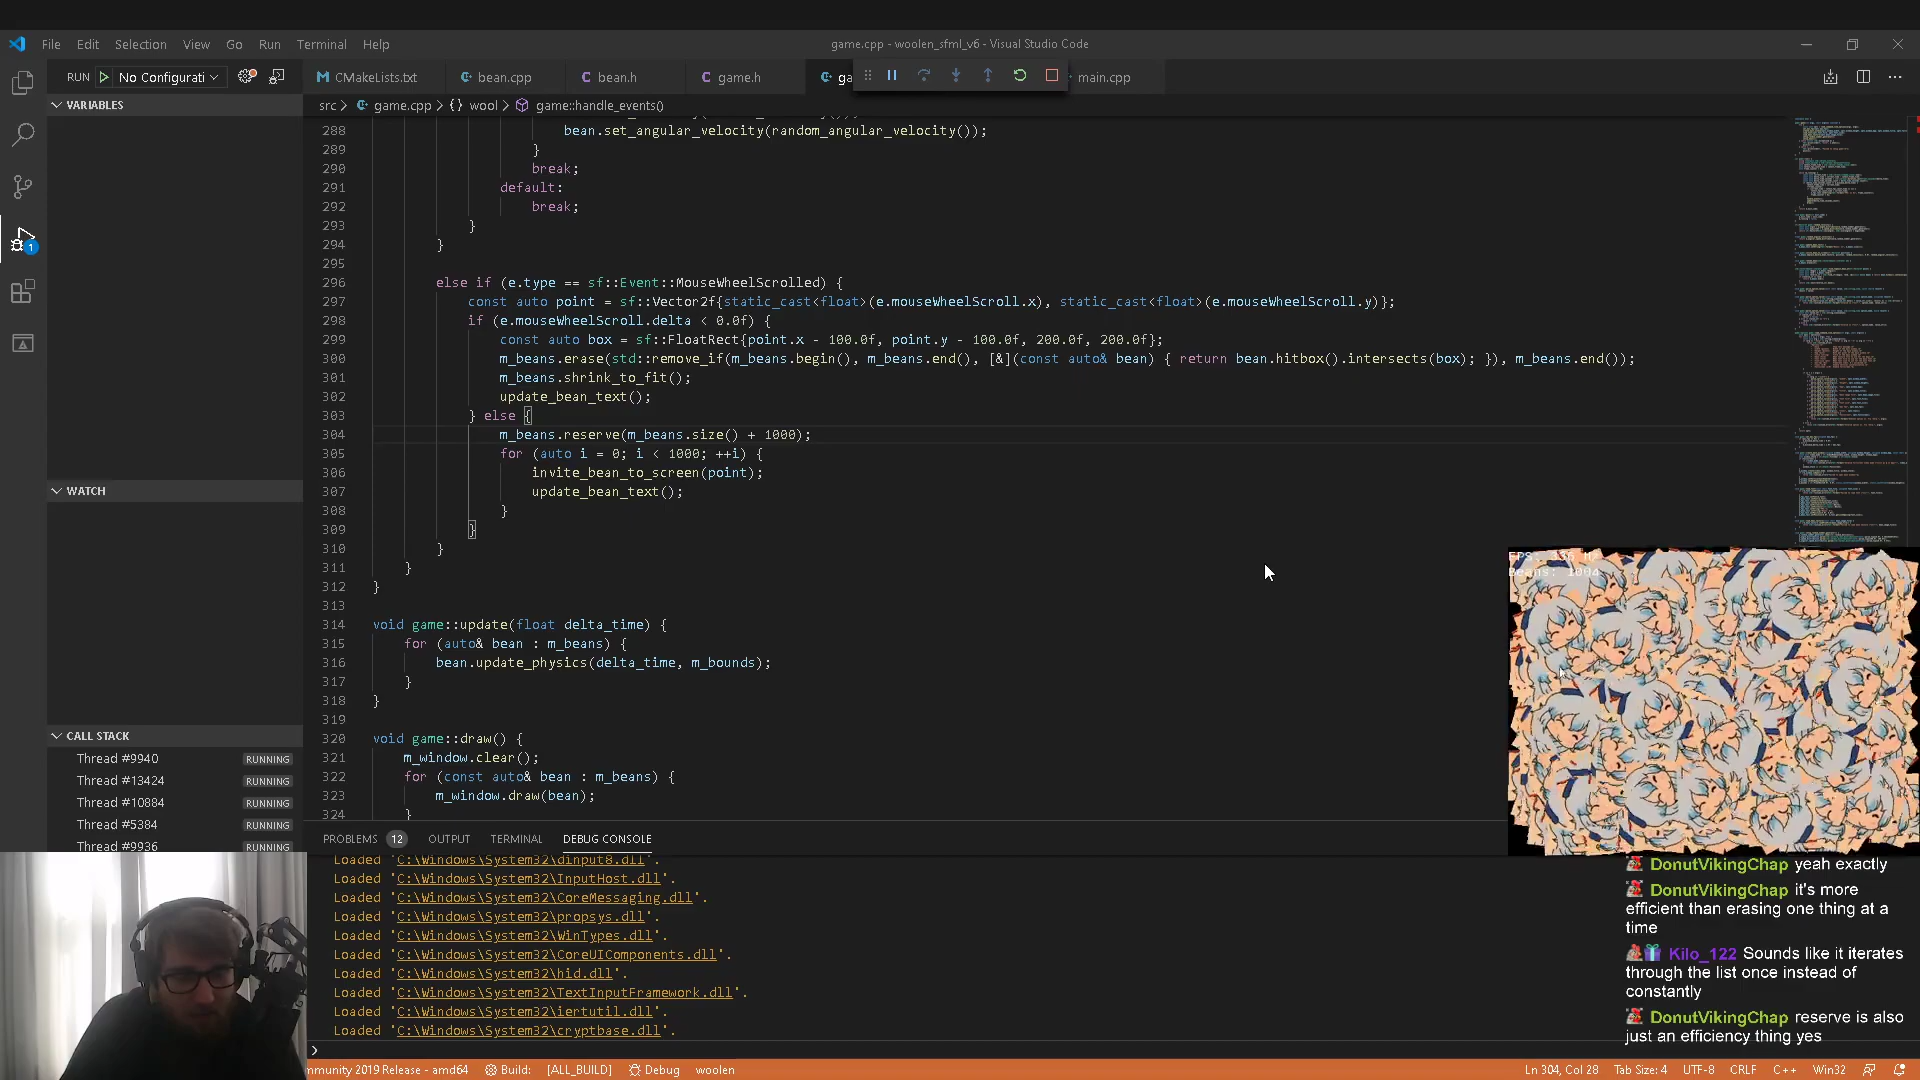 File Edit Selection View Go Run Terminal Help
game.cpp - woolen_sfml_v6 - Visual Studio Code
RUN No Configurati
CMakeLists.txt bean.cpp bean.h game.h ga main.cpp
src > game.cpp > {} wool > game::handle_events()
VARIABLES
WATCH
CALL STACK
Thread #9940 RUNNING
Thread #13424 RUNNING
Thread #10884 RUNNING
Thread #5384 RUNNING
Thread #9936 RUNNING
1
288 bean.set_angular_velocity(random_angular_velocity());
289 }
290 break;
291 default:
292 break;
293 }
294 }
295
296 else if (e.type == sf::Event::MouseWheelScrolled) {
297 const auto point = sf::Vector2f{static_cast<float>(e.mouseWheelScroll.x), static_cast<float>(e.mouseWheelScroll.y)};
298 if (e.mouseWheelScroll.delta < 0.0f) {
299 const auto box = sf::FloatRect{point.x - 100.0f, point.y - 100.0f, 200.0f, 200.0f};
300 m_beans.erase(std::remove_if(m_beans.begin(), m_beans.end(), [&](const auto& bean) { return bean.hitbox().intersects(box); }), m_beans.end());
301 m_beans.shrink_to_fit();
302 update_bean_text();
303 } else {
304 m_beans.reserve(m_beans.size() + 1000);
305 for (auto i = 0; i < 1000; ++i) {
306 invite_bean_to_screen(point);
307 update_bean_text();
308 }
309 }
310 }
311 }
312 }
313
314 void game::update(float delta_time) {
315 for (auto& bean : m_beans) {
316 bean.update_physics(delta_time, m_bounds);
317 }
318 }
319
320 void game::draw() {
321 m_window.clear();
322 for (const auto& bean : m_beans) {
323 m_window.draw(bean);
324 }
PROBLEMS 12 OUTPUT TERMINAL DEBUG CONSOLE
Loaded 'C:\Windows\System32\dinput8.dll'.
Loaded 'C:\Windows\System32\InputHost.dll'.
Loaded 'C:\Windows\System32\CoreMessaging.dll'.
Loaded 'C:\Windows\System32\propsys.dll'.
Loaded 'C:\Windows\System32\WinTypes.dll'.
Loaded 'C:\Windows\System32\CoreUIComponents.dll'.
Loaded 'C:\Windows\System32\hid.dll'.
Loaded 'C:\Windows\System32\TextInputFramework.dll'.
Loaded 'C:\Windows\System32\iertutil.dll'.
Loaded 'C:\Windows\System32\cryptbase.dll'.
>
Beans: 1094
DonutVikingChap yeah exactly
DonutVikingChap it's more
efficient than erasing one thing at a
time
Kilo_122 Sounds like it iterates
through the list once instead of
constantly
DonutVikingChap reserve is also
just an efficiency thing yes
mmunity 2019 Release - amd64 Build: [ALL_BUILD] Debug woolen
Ln 304, Col 28 Tab Size: 4 UTF-8 CRLF C++ Win32